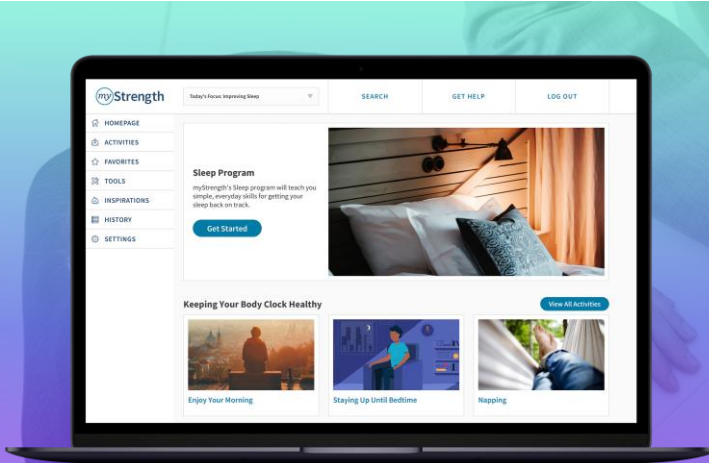 myStrength
Today's Focus: Improving Sleep
SEARCH
GET HELP
LOG OUT
HOMEPAGE
ACTIVITIES
FAVORITES
TOOLS
INSPIRATIONS
HISTORY
SETTINGS
Sleep Program
myStrength's Sleep program will teach you
simple, everyday skills for getting your
sleep back on track.
Get Started
Keeping Your Body Clock Healthy
View All Activities
Enjoy Your Morning
Staying Up Until Bedtime
Napping